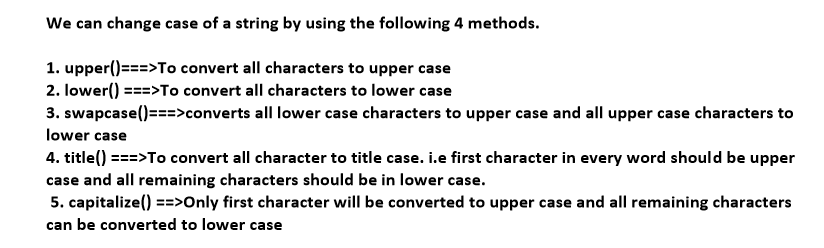 We can change case of a string by using the following 4 methods.
1. upper()===>To convert all characters to upper case
2. lower() ===>To convert all characters to lower case
3. swapcase()===>converts all lower case characters to upper case and all upper case characters to
lower case
4. title() ===>To convert all character to title case. i.e first character in every word should be upper
case and all remaining characters should be in lower case.
5. capitalize() ==>Only first character will be converted to upper case and all remaining characters
can be converted to lower case